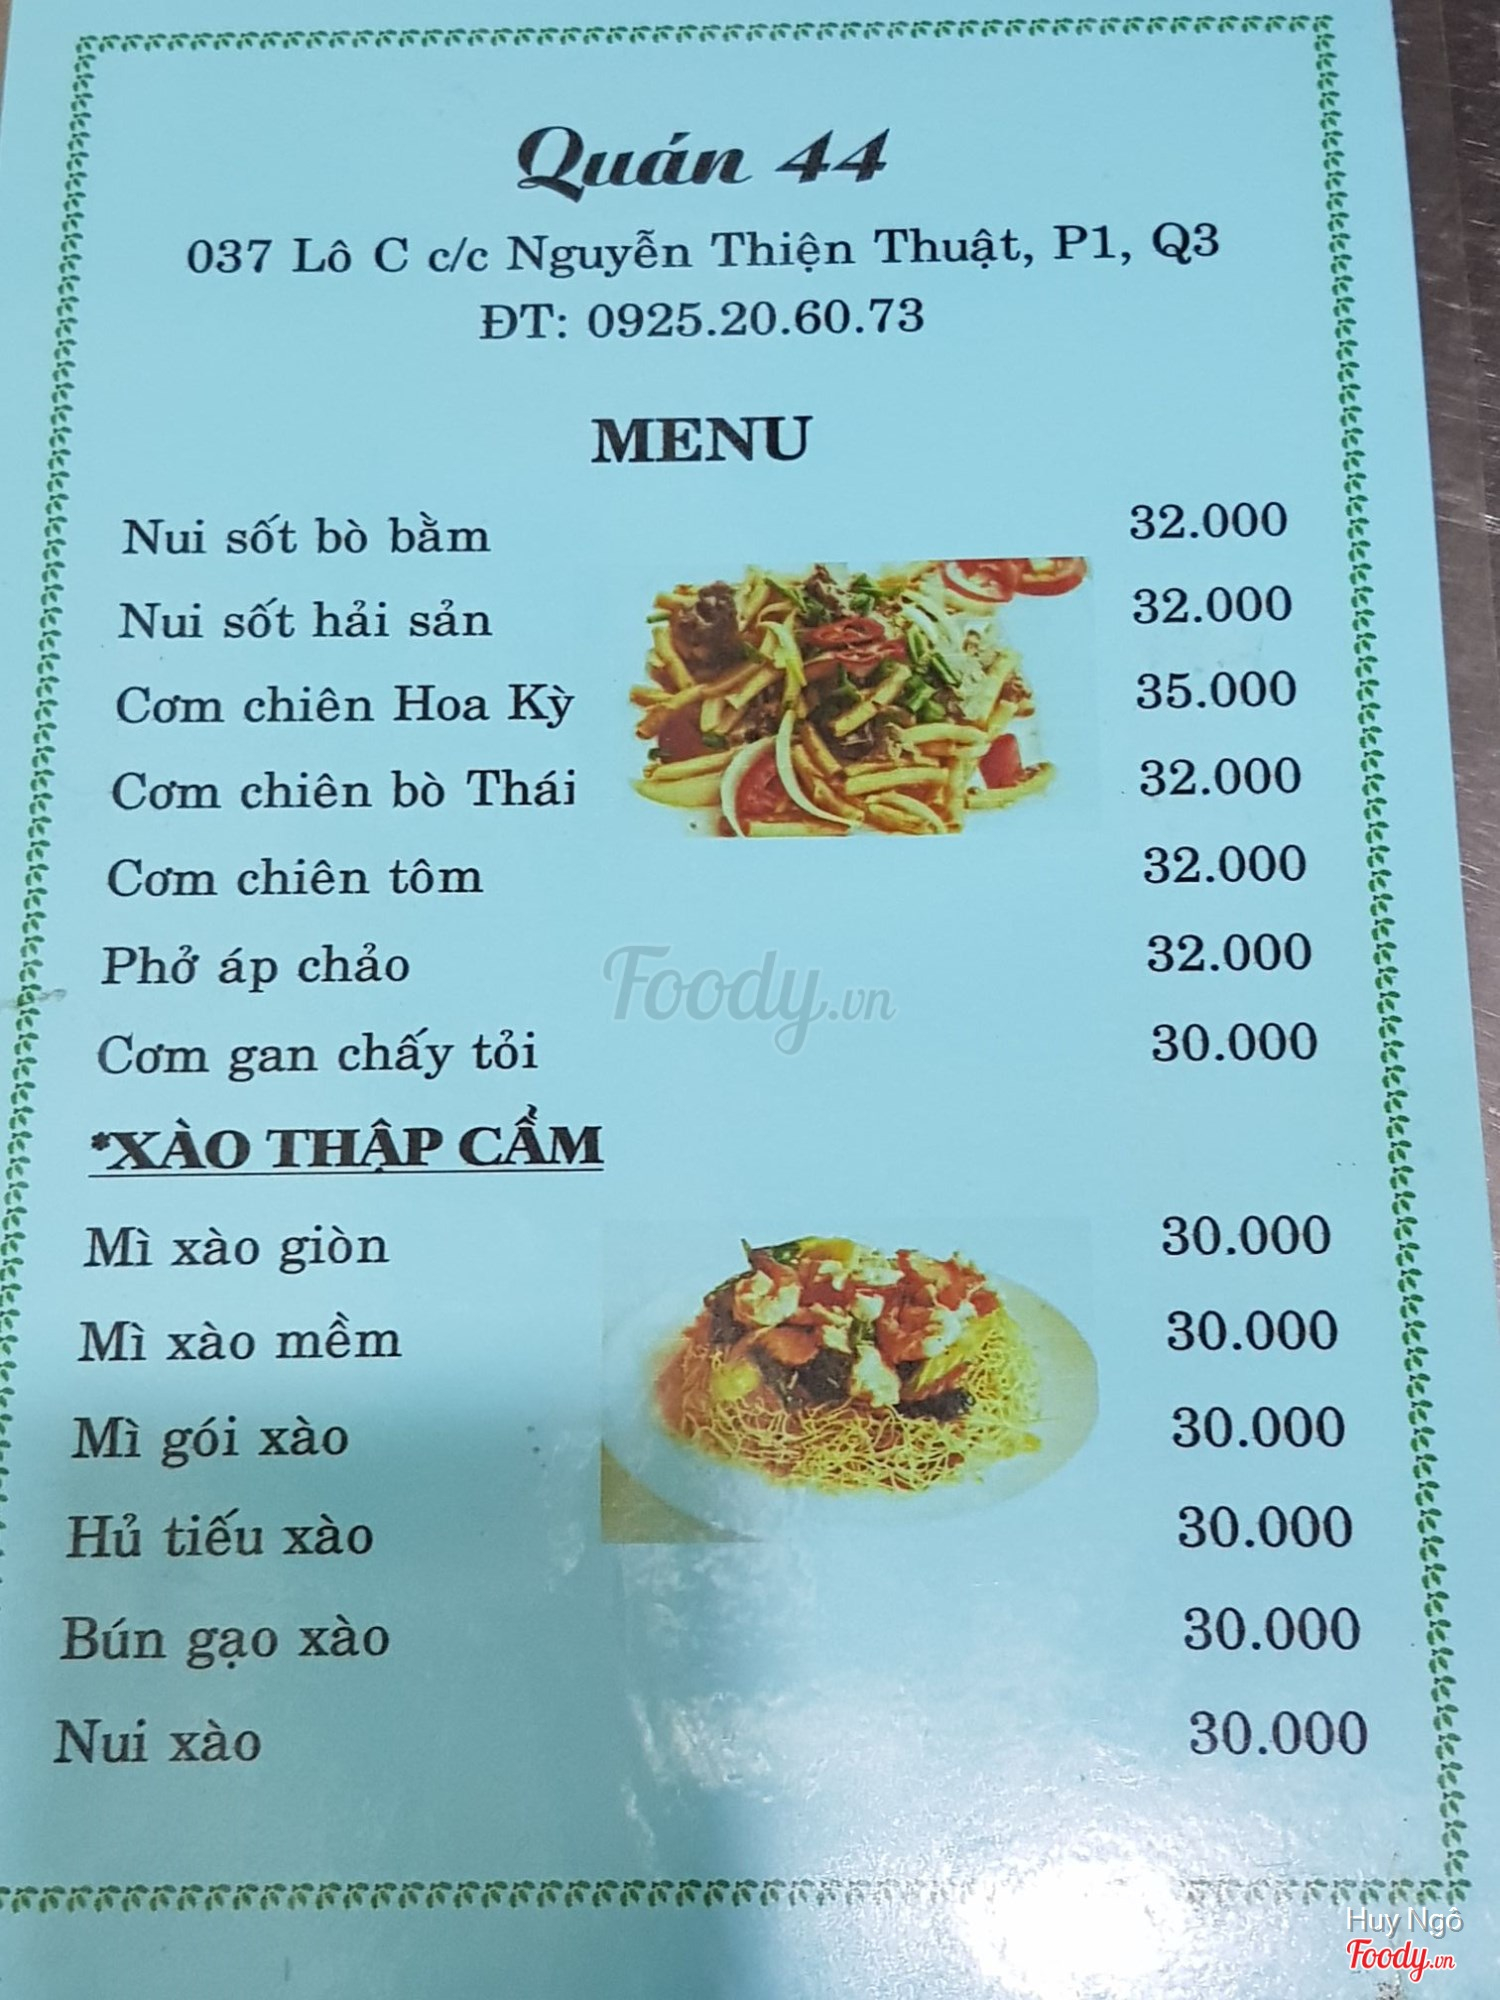 Quán 44
037 Lô C c/c Nguyễn Thiện Thuật, P1, Q3
ĐT: 0925.20.60.73
MENU
Nui sốt bò bằm 32.000
Nui sốt hải sản 32.000
Cơm chiên Hoa Kỳ 35.000
Cơm chiên bò Thái 32.000
Cơm chiên tôm 32.000
Phở áp chảo 32.000
Foody.vn
Cơm gan chấy tỏi 30.000
*XÀO THẬP CẨM
Mì xào giòn 30.000
Mì xào mềm 30.000
Mì gói xào 30.000
Hủ tiếu xào 30.000
Bún gạo xào 30.000
Nui xào 30.000
Huy Ngô
Foody.vn